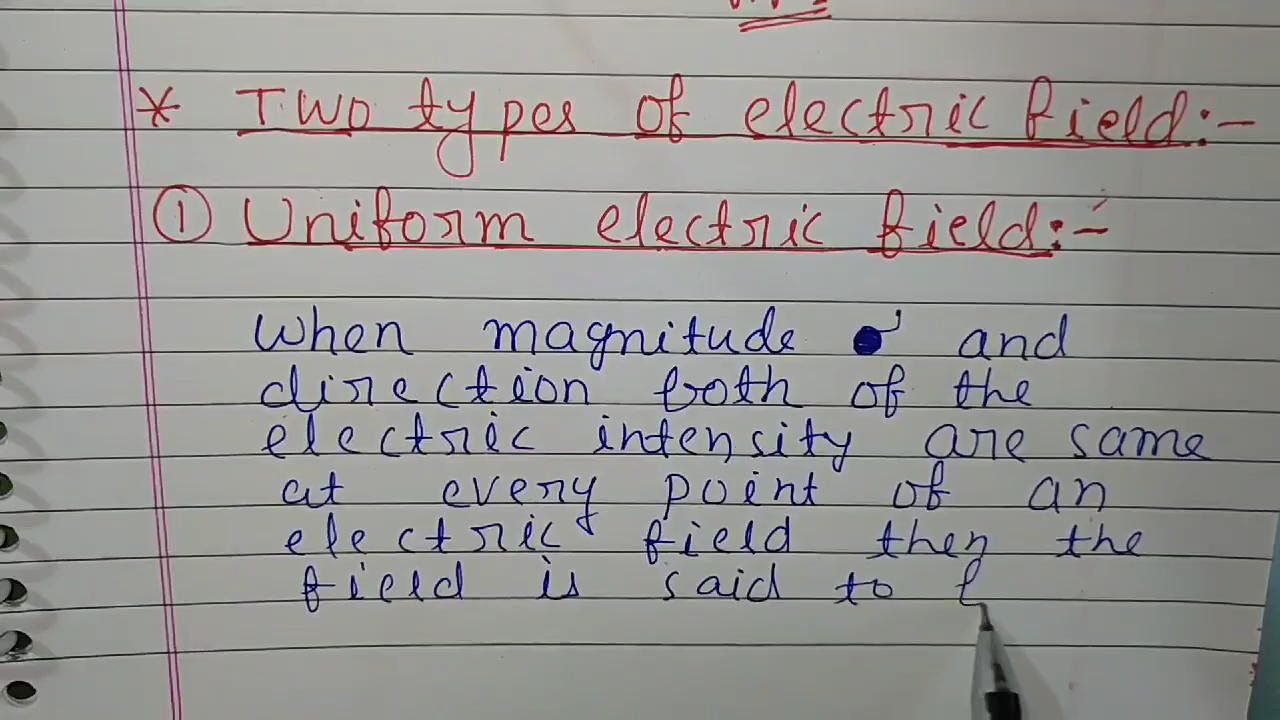 * Two types of electric field:-
① Uniform electric field:-
When magnitude and
direction both of the
electric intensity are same
at every point of an
electric field then the
field is said to